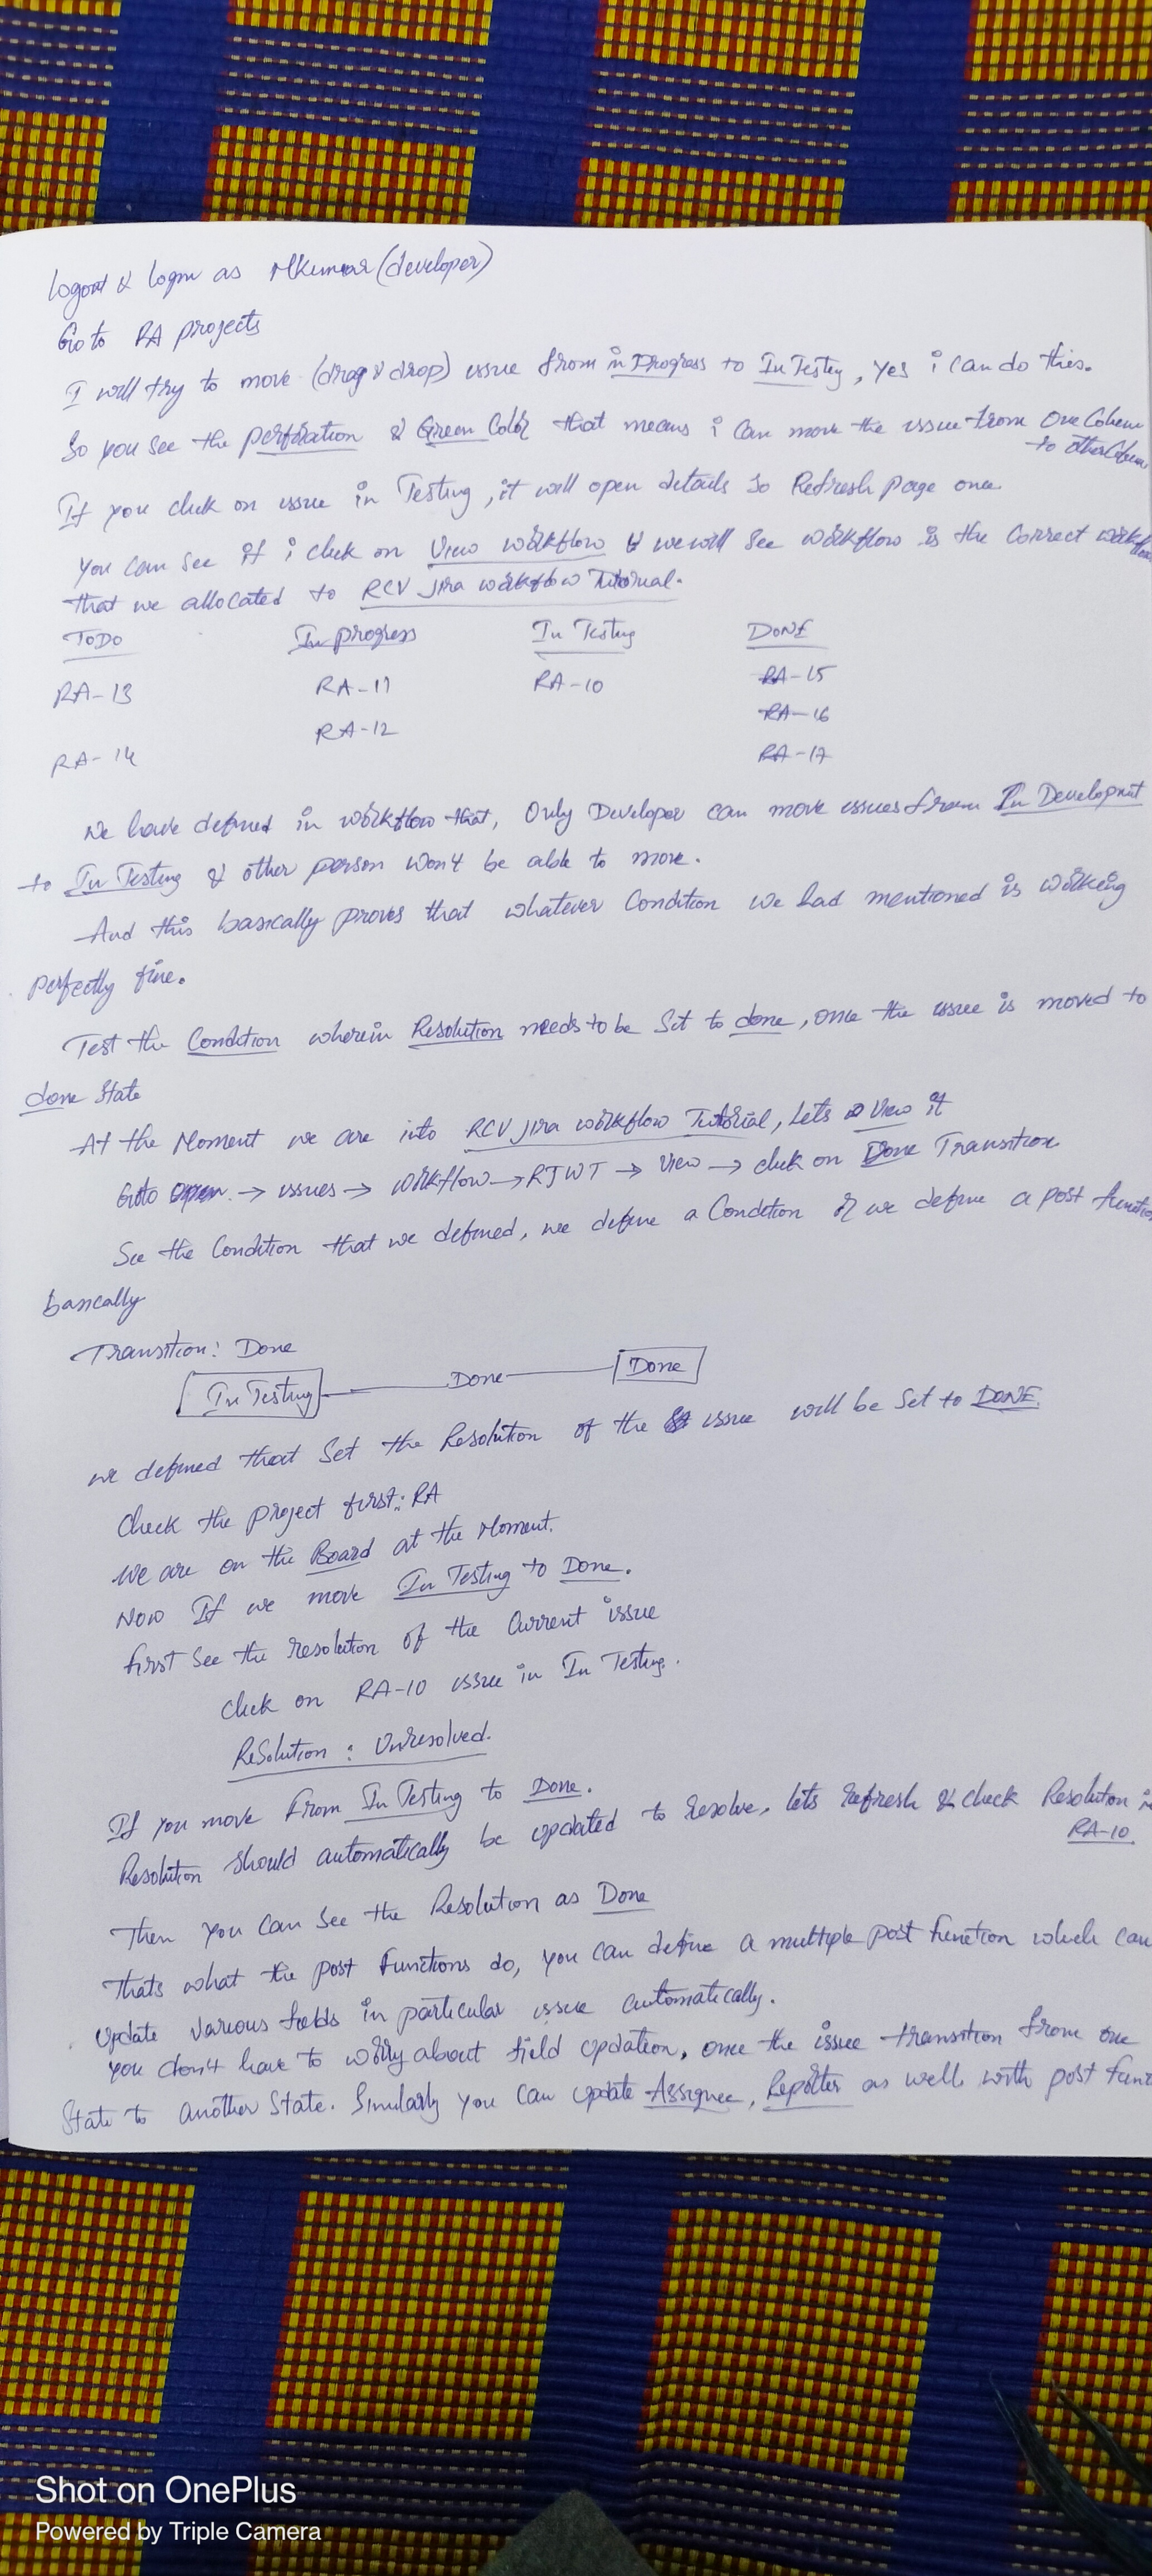 Logout & Login as Mkumar (developer)
Go to RA projects
I will try to move (drag & drop) issue from in Progress to In Testing, Yes i can do this.
So you see the perforation & Green Color that means i can move the issue from One Column
to other Column
If you click on issue in Testing, it will open details so Refresh page once
you can see if i click on View workflow & we will see workflow is the Correct workflow
that we allocated to RCV Jira workflow Tutorial.
TODO In progress In Testing DONE
RA-13 RA-11 RA-10 RA-15
RA-12 RA-16
RA-14 RA-17
We have defined in workflow that, Only Developer can move issues from In Development
to In Testing & other person won't be able to move.
And this basically proves that whatever Condition we had mentioned is working
perfectly fine.
Test the Condition wherein Resolution needs to be Set to done, once the issue is moved to
done State
At the Moment we are into RCV Jira workflow Tutorial, Lets View it
Goto → issues → workflow → RJWT → View → click on Done Transition
See the Condition that we defined, we define a Condition & we define a post function
basically
Transition: Done
In Testing Done Done
we defined that Set the Resolution of the issue will be Set to DONE.
Check the project first: RA
We are on the Board at the Moment.
Now If we move In Testing to Done.
first See the resolution of the Current issue
Click on RA-10 issue in In Testing.
Resolution : Unresolved.
If you move From In Testing to Done.
Resolution should automatically be updated to resolve, lets refresh & check Resolution in
RA-10.
Then you can See the Resolution as Done
Thats what the post Functions do, you can define a multiple post function which can
update various fields in particular issue automatically.
you don't have to worry about field updation, once the issue transition from one
State to another State. Similarly you can update Assignee, Reporter as well with post func
Shot on OnePlus
Powered by Triple Camera